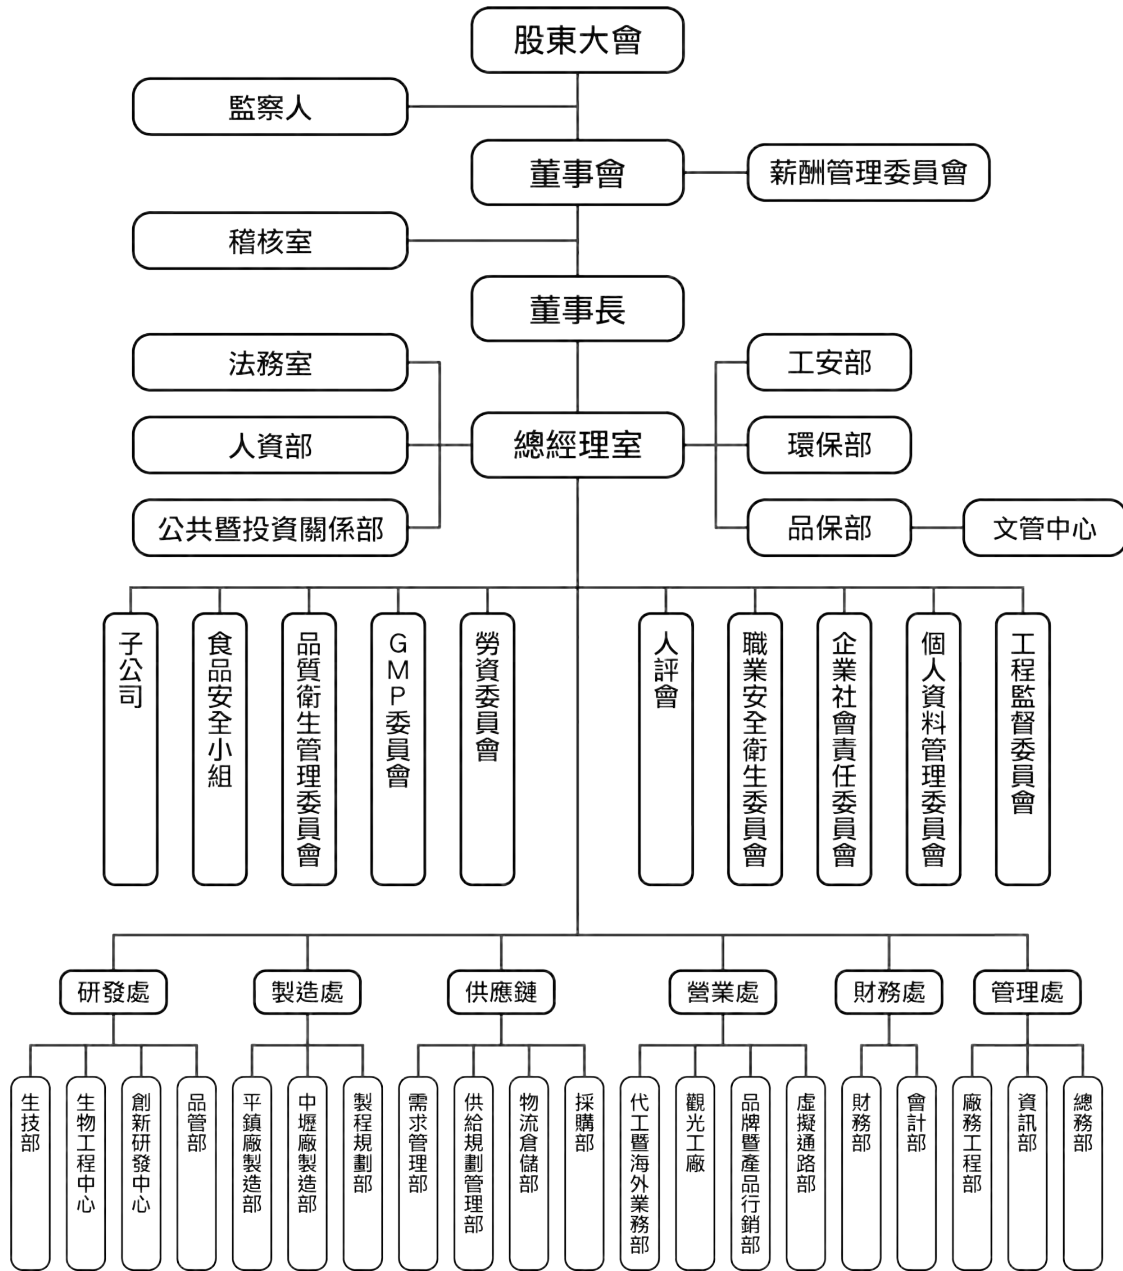 股東大會
監察人
董事會
薪酬管理委員會
稽核室
董事長
法務室
工安部
人資部
總經理室
環保部
公共暨投資關係部
品保部
文管中心
子公司
食品安全小組
品質衛生管理委員會
GMP委員會
勞資委員會
人評會
職業安全衛生委員會
企業社會責任委員會
個人資料管理委員會
工程監督委員會
研發處
製造處
供應鏈
營業處
財務處
管理處
生技部
生物工程中心
創新研發中心
品管部
平鎮廠製造部
中壢廠製造部
製程規劃部
需求管理部
供給規劃管理部
物流倉儲部
採購部
代工暨海外業務部
觀光工廠
品牌暨產品行銷部
虛擬通路部
財務部
會計部
廠務工程部
資訊部
總務部